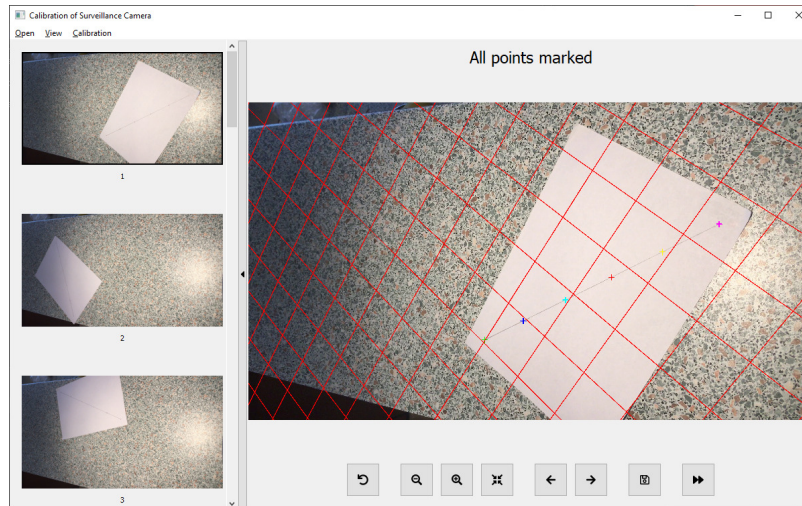 Calibration of Surveillance Camera
Open View Calibration
All points marked
1
2
3